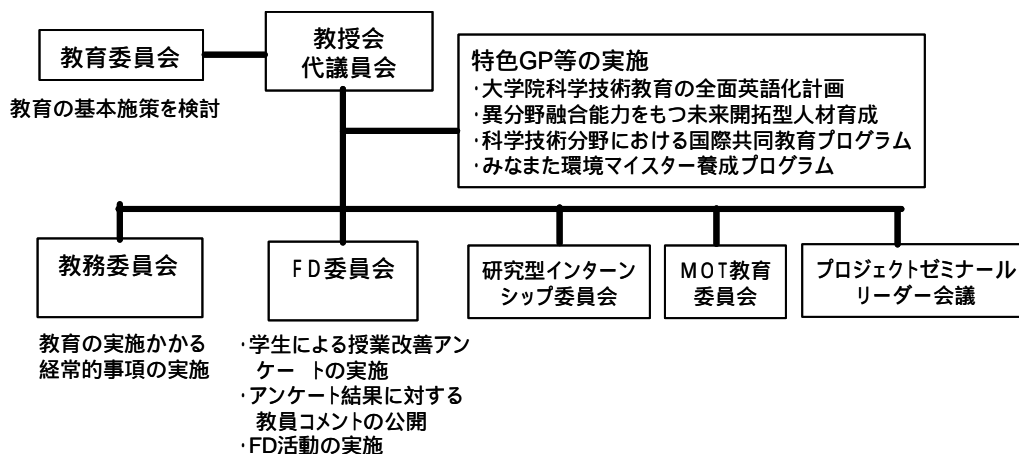 教育委員会
教育の基本施策を検討
教授会
代議員会
特色GP等の実施
・大学院科学技術教育の全面英語化計画
・異分野融合能力をもつ未来開拓型人材育成
・科学技術分野における国際共同教育プログラム
・みなまた環境マイスター養成プログラム
教務委員会
教育の実施かかる
経常的事項の実施
FD委員会
・学生による授業改善アン
ケートの実施
・アンケート結果に対する
教員コメントの公開
・FD活動の実施
研究型インターン
シップ委員会
MOT教育
委員会
プロジェクトゼミナール
リーダー会議